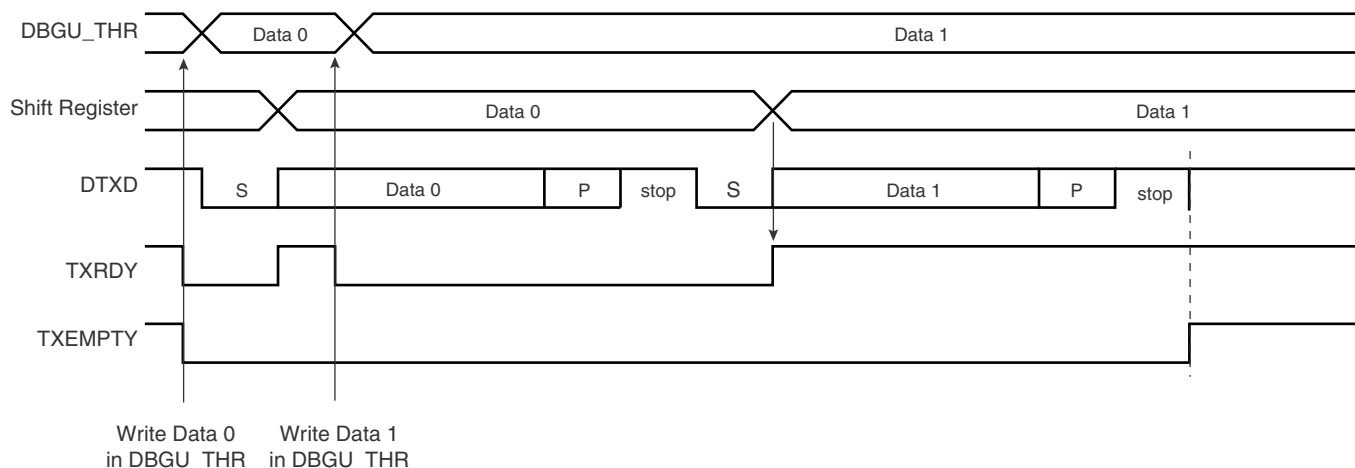 DBGU_THR
Data 0
Data 1
Shift Register
Data 0
Data 1
DTXD
S
Data 0
P
stop
S
Data 1
P
stop
TXRDY
TXEMPTY
Write Data 0
in DBGU_THR
Write Data 1
in DBGU_THR